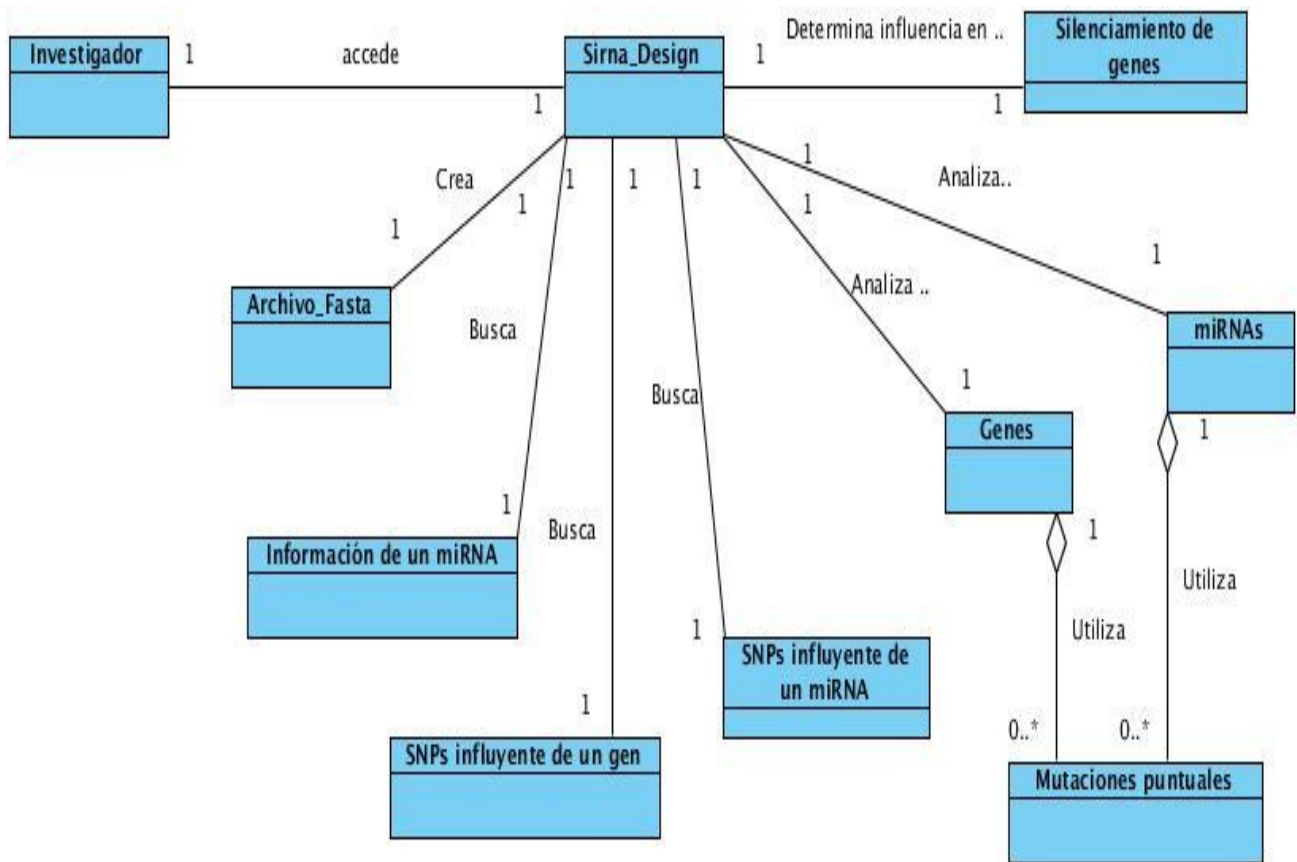 Investigador
1
accede
1
Sirna_Design
1
Determina influencia en ..
1
Silenciamiento de
genes
Crea
1
1
1
1
1
1
1
Analiza..
1
Archivo_Fasta
Busca
Analiza ..
miRNAs
1
Busca
1
Genes
1
Información de un miRNA
Busca
1
Utiliza
1
SNPs influyente de
un miRNA
Utiliza
1
SNPs influyente de un gen
0..*
0..*
Mutaciones puntuales